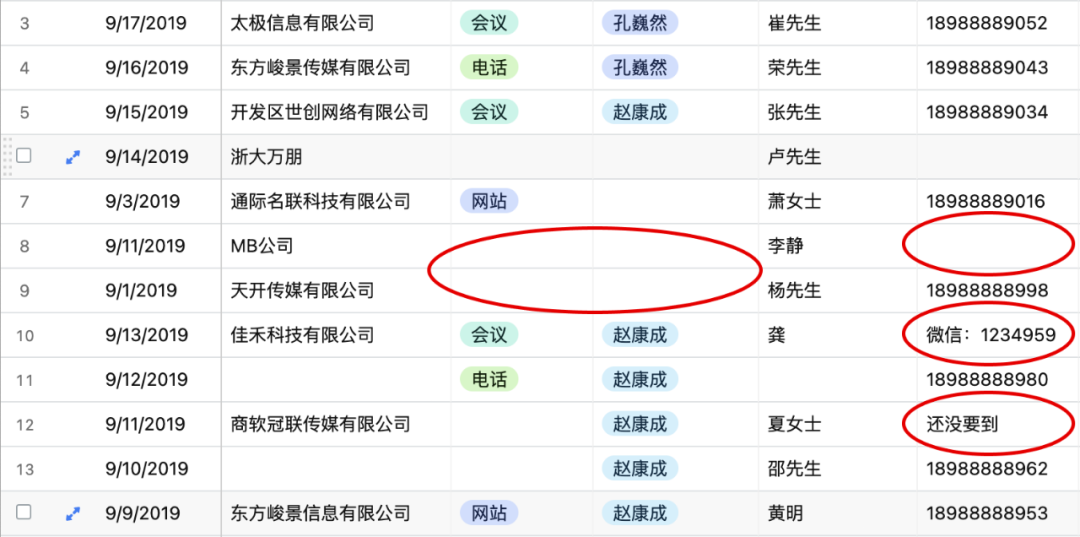 3 9/17/2019 太极信息有限公司 会议 孔巍然 崔先生 18988889052
4 9/16/2019 东方峻景传媒有限公司 电话 孔巍然 荣先生 18988889043
5 9/15/2019 开发区世创网络有限公司 会议 赵康成 张先生 18988889034
9/14/2019 浙大万朋 卢先生
7 9/3/2019 通际名联科技有限公司 网站 萧女士 18988889016
8 9/11/2019 MB公司 李静
9 9/1/2019 天开传媒有限公司 杨先生 18988888998
10 9/13/2019 佳禾科技有限公司 会议 赵康成 龚 微信：1234959
11 9/12/2019 电话 赵康成 18988888980
12 9/11/2019 商软冠联传媒有限公司 赵康成 夏女士 还没要到
13 9/10/2019 赵康成 邵先生 18988888962
9/9/2019 东方峻景信息有限公司 网站 赵康成 黄明 18988888953